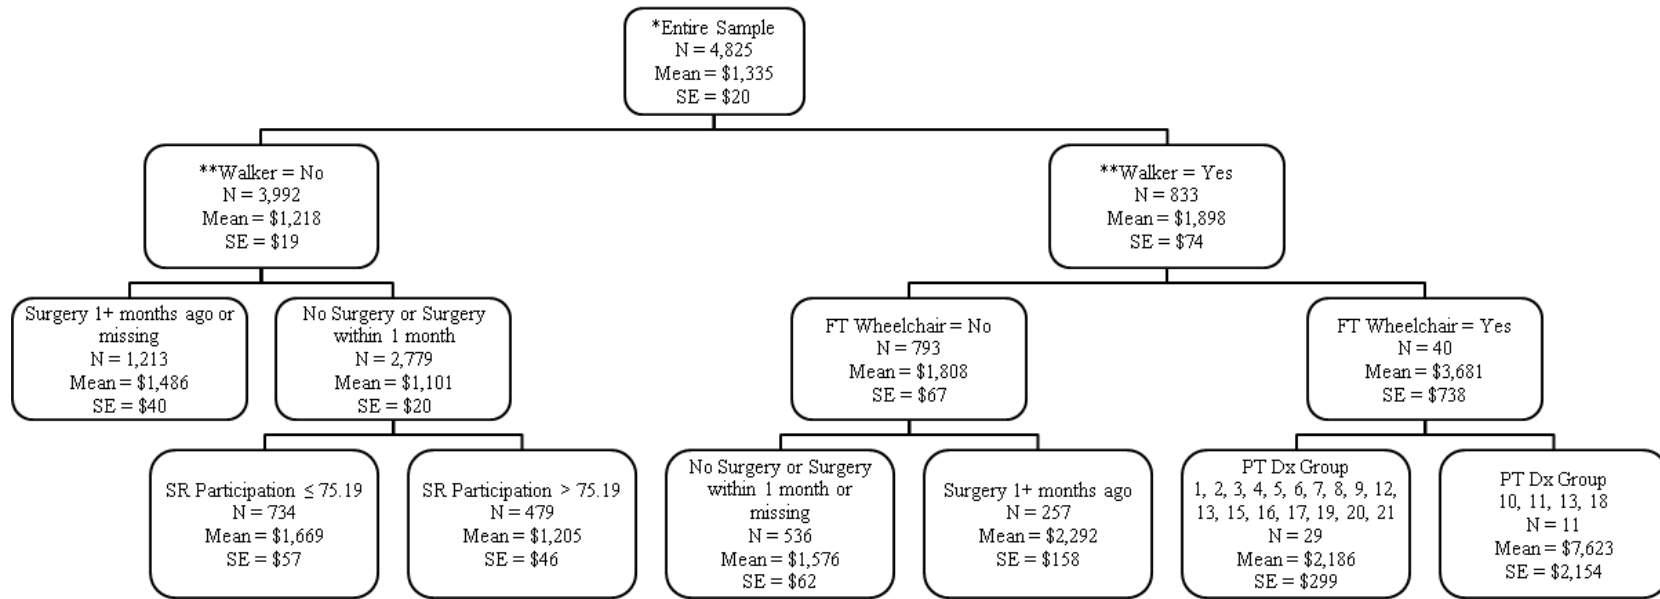 *Entire Sample
N = 4,825
Mean = $1,335
SE = $20
**Walker = No
N = 3,992
Mean = $1,218
SE = $19
**Walker = Yes
N = 833
Mean = $1,898
SE = $74
Surgery 1+ months ago or
missing
N = 1,213
Mean = $1,486
SE = $40
No Surgery or Surgery
within 1 month
N = 2,779
Mean = $1,101
SE = $20
FT Wheelchair = No
N = 793
Mean = $1,808
SE = $67
FT Wheelchair = Yes
N = 40
Mean = $3,681
SE = $738
SR Participation ≤ 75.19
N = 734
Mean = $1,669
SE = $57
SR Participation > 75.19
N = 479
Mean = $1,205
SE = $46
No Surgery or Surgery
within 1 month or
missing
N = 536
Mean = $1,576
SE = $62
Surgery 1+ months ago
N = 257
Mean = $2,292
SE = $158
PT Dx Group
1, 2, 3, 4, 5, 6, 7, 8, 9, 12,
13, 15, 16, 17, 19, 20, 21
N = 29
Mean = $2,186
SE = $299
PT Dx Group
10, 11, 13, 18
N = 11
Mean = $7,623
SE = $2,154